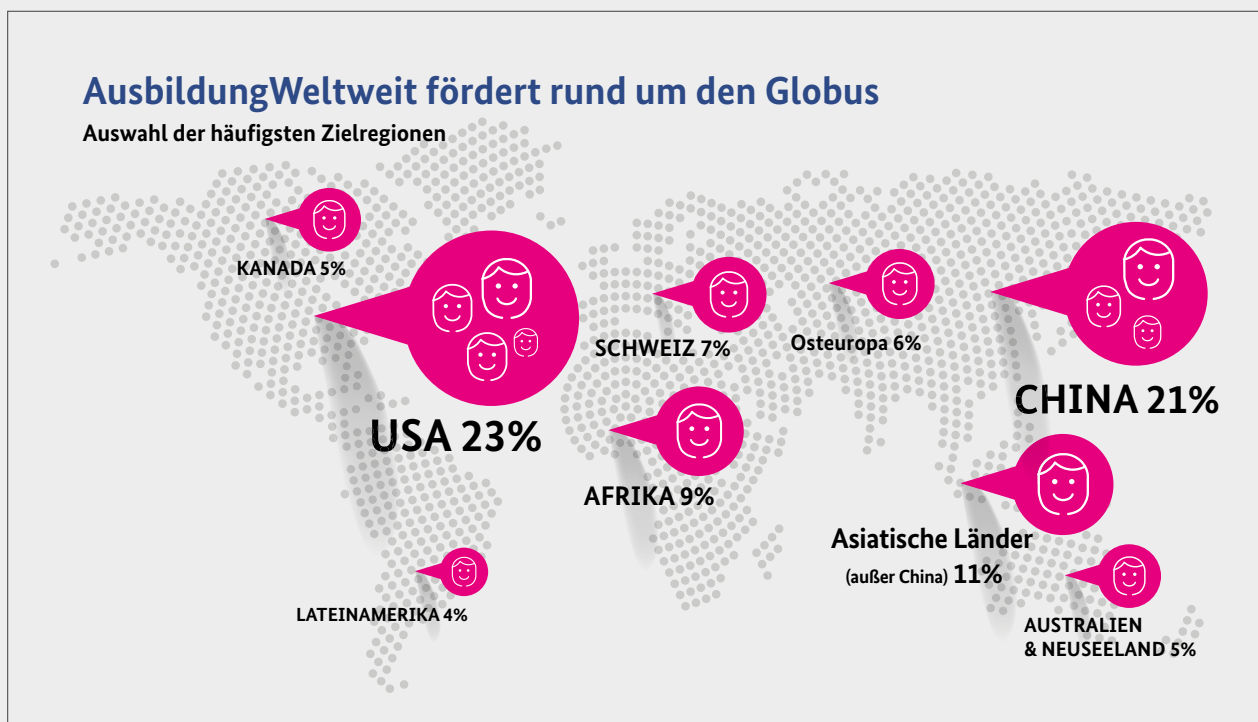 AusbildungWeltweit fördert rund um den Globus
Auswahl der häufigsten Zielregionen
KANADA 5%
USA 23%
SCHWEIZ 7%
Osteuropa 6%
CHINA 21%
AFRIKA 9%
Asiatische Länder
(außer China) 11%
LATEINAMERIKA 4%
AUSTRALIEN
& NEUSEELAND 5%